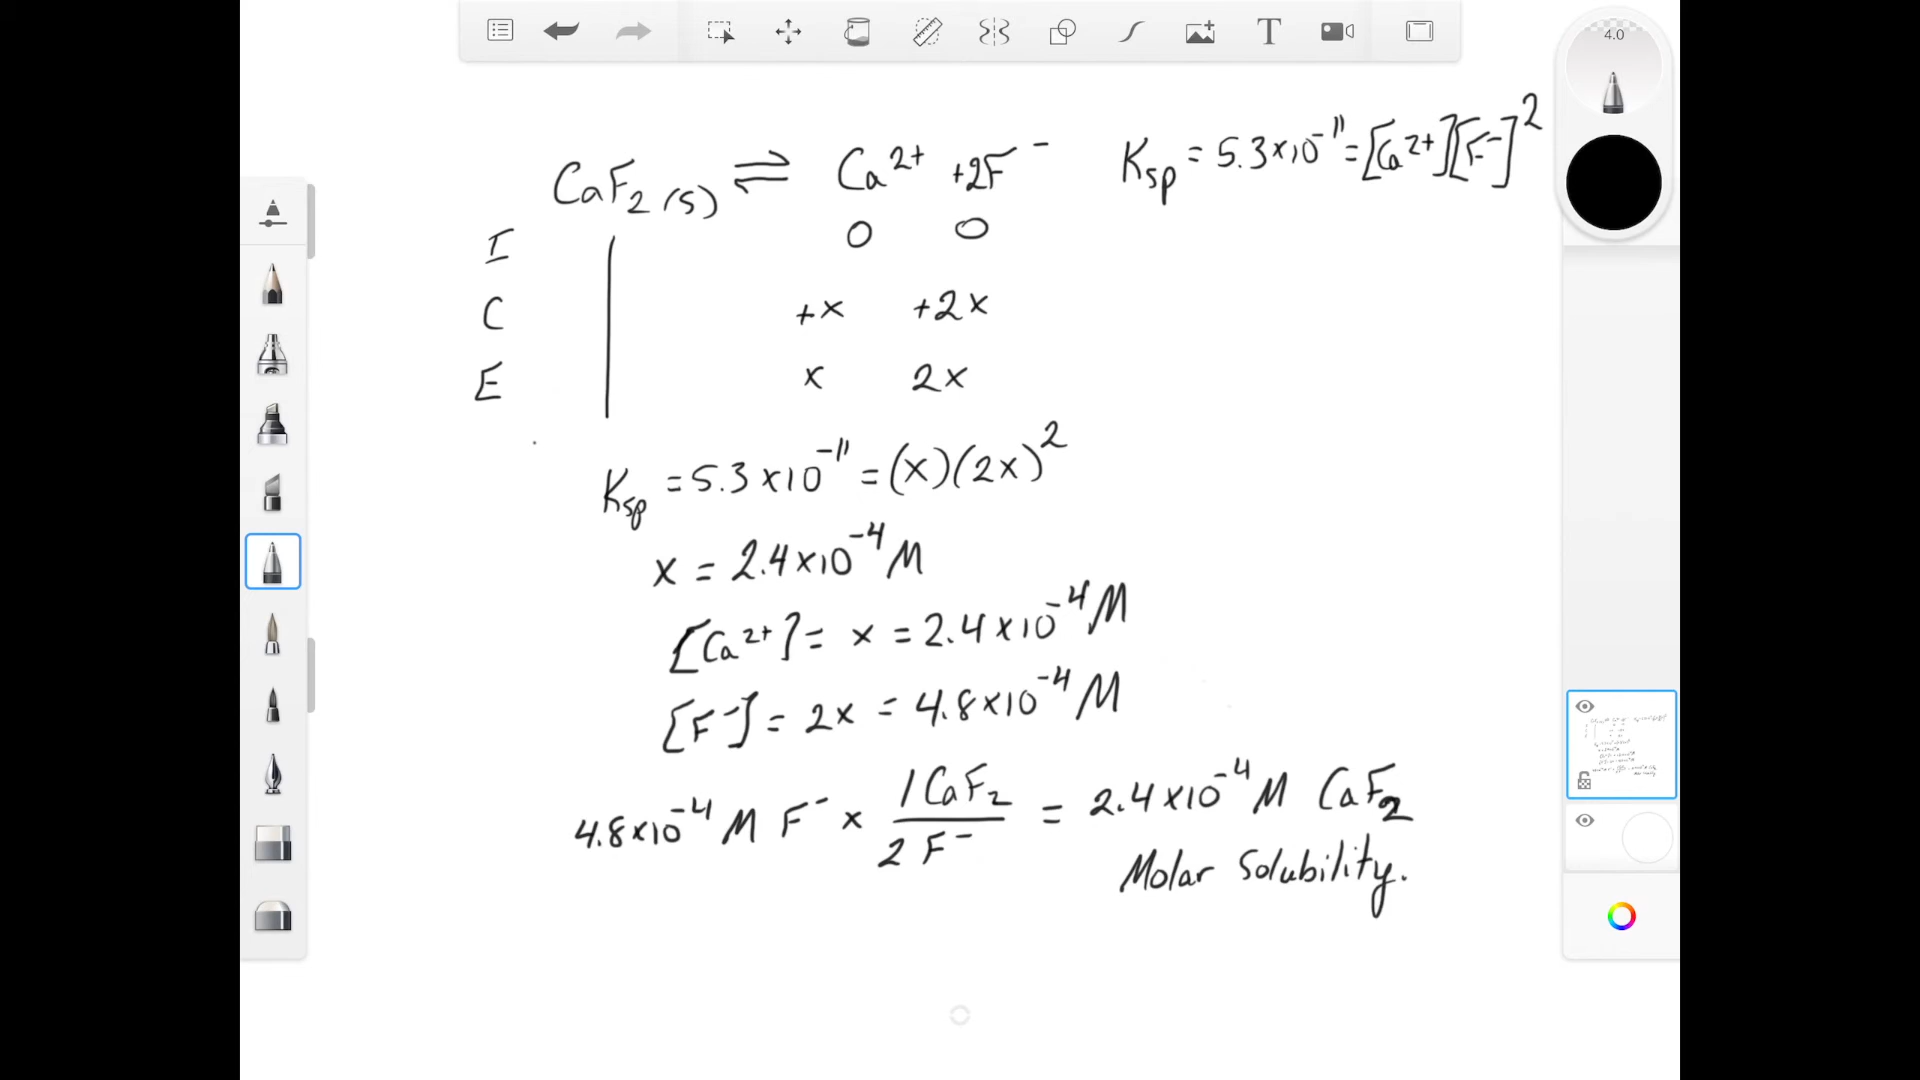 4.0
T
CaF₂(s) ⇌ Ca²⁺ +2F⁻ Ksp = 5.3×10⁻¹¹ = [Ca²⁺][F⁻]²
I 0 0
C +x +2x
E x 2x
Ksp = 5.3×10⁻¹¹ = (x)(2x)²
x = 2.4×10⁻⁴ M
[Ca²⁺] = x = 2.4×10⁻⁴ M
[F⁻] = 2x = 4.8×10⁻⁴ M
4.8×10⁻⁴ M F⁻ × 1 CaF₂ / 2 F⁻ = 2.4×10⁻⁴ M CaF₂
Molar Solubility.